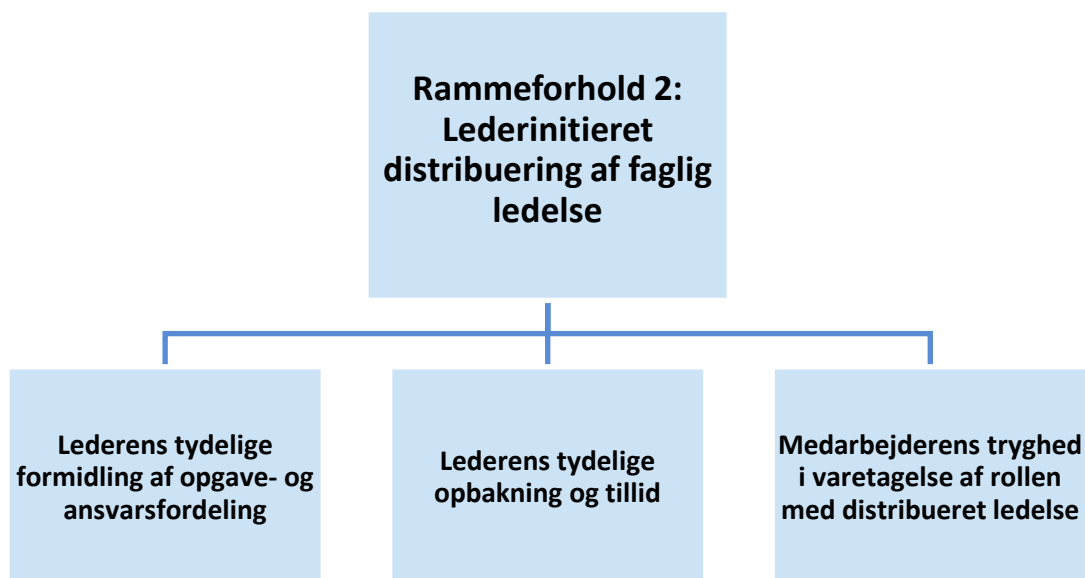 Rammeforhold 2:
Lederinitieret
distribuering af faglig
ledelse
Lederens tydelige
formidling af opgave- og
ansvarsfordeling
Lederens tydelige
opbakning og tillid
Medarbejderens tryghed
i varetagelse af rollen
med distribueret ledelse